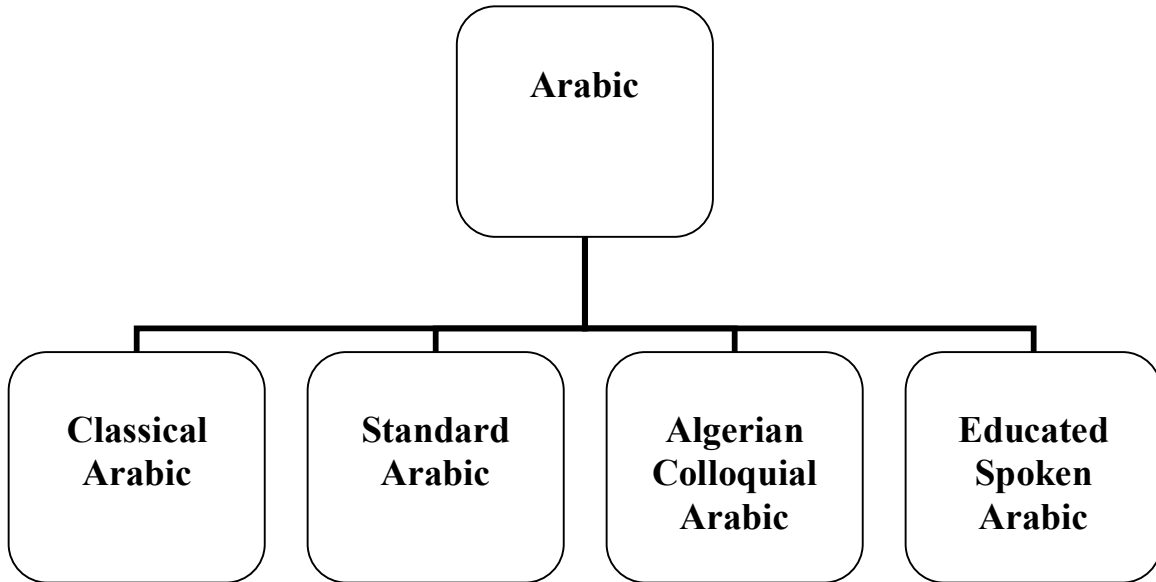 Arabic
Classical
Arabic
Standard
Arabic
Algerian
Colloquial
Arabic
Educated
Spoken
Arabic